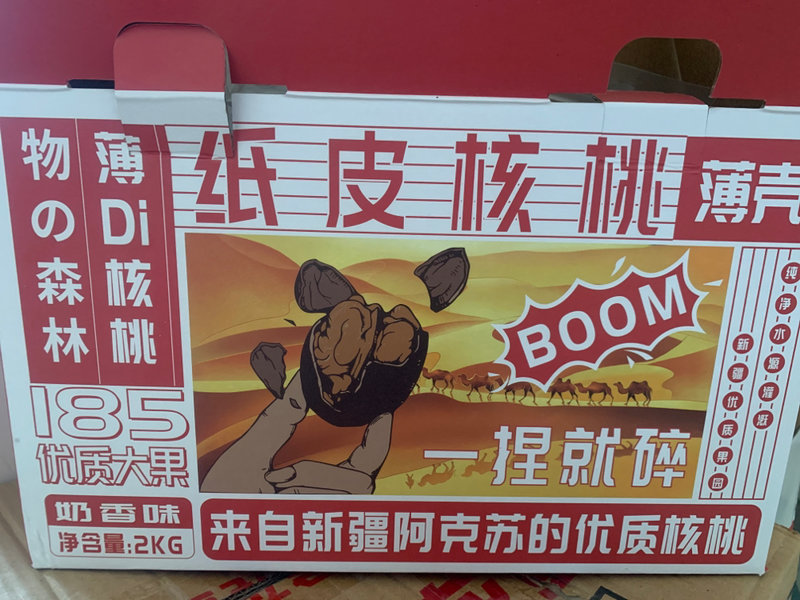 物の森林
薄Di核桃
纸皮核桃
薄壳
BOOM
一捏就碎
新疆优质果园
纯净水源灌溉
185
优质大果
奶香味
净含量:2KG
来自新疆阿克苏的优质核桃